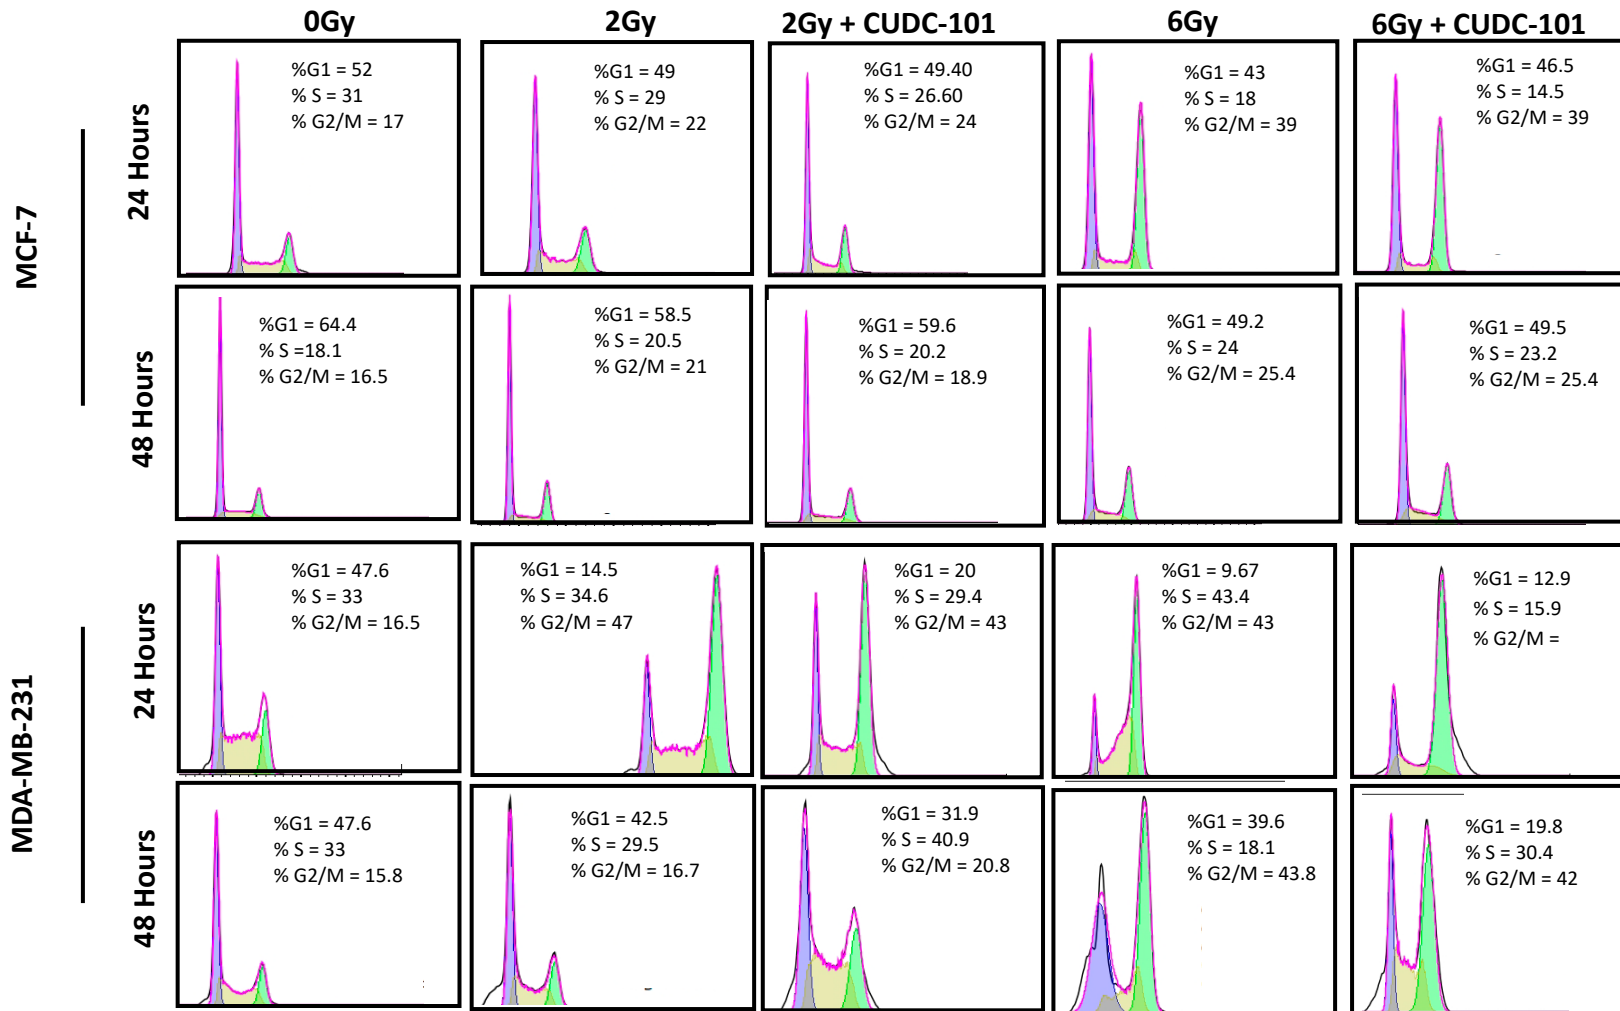 0Gy
2Gy
2Gy + CUDC-101
6Gy
6Gy + CUDC-101
MCF-7
24 Hours
%G1 = 52
% S = 31
% G2/M = 17
%G1 = 49
% S = 29
% G2/M = 22
%G1 = 49.40
% S = 26.60
% G2/M = 24
%G1 = 43
% S = 18
% G2/M = 39
%G1 = 46.5
% S = 14.5
% G2/M = 39
48 Hours
%G1 = 64.4
% S =18.1
% G2/M = 16.5
%G1 = 58.5
% S = 20.5
% G2/M = 21
%G1 = 59.6
% S = 20.2
% G2/M = 18.9
%G1 = 49.2
% S = 24
% G2/M = 25.4
%G1 = 49.5
% S = 23.2
% G2/M = 25.4
MDA-MB-231
24 Hours
%G1 = 47.6
% S = 33
% G2/M = 16.5
%G1 = 14.5
% S = 34.6
% G2/M = 47
%G1 = 20
% S = 29.4
% G2/M = 43
%G1 = 9.67
% S = 43.4
% G2/M = 43
%G1 = 12.9
% S = 15.9
% G2/M =
48 Hours
%G1 = 47.6
% S = 33
% G2/M = 15.8
%G1 = 42.5
% S = 29.5
% G2/M = 16.7
%G1 = 31.9
% S = 40.9
% G2/M = 20.8
%G1 = 39.6
% S = 18.1
% G2/M = 43.8
%G1 = 19.8
% S = 30.4
% G2/M = 42